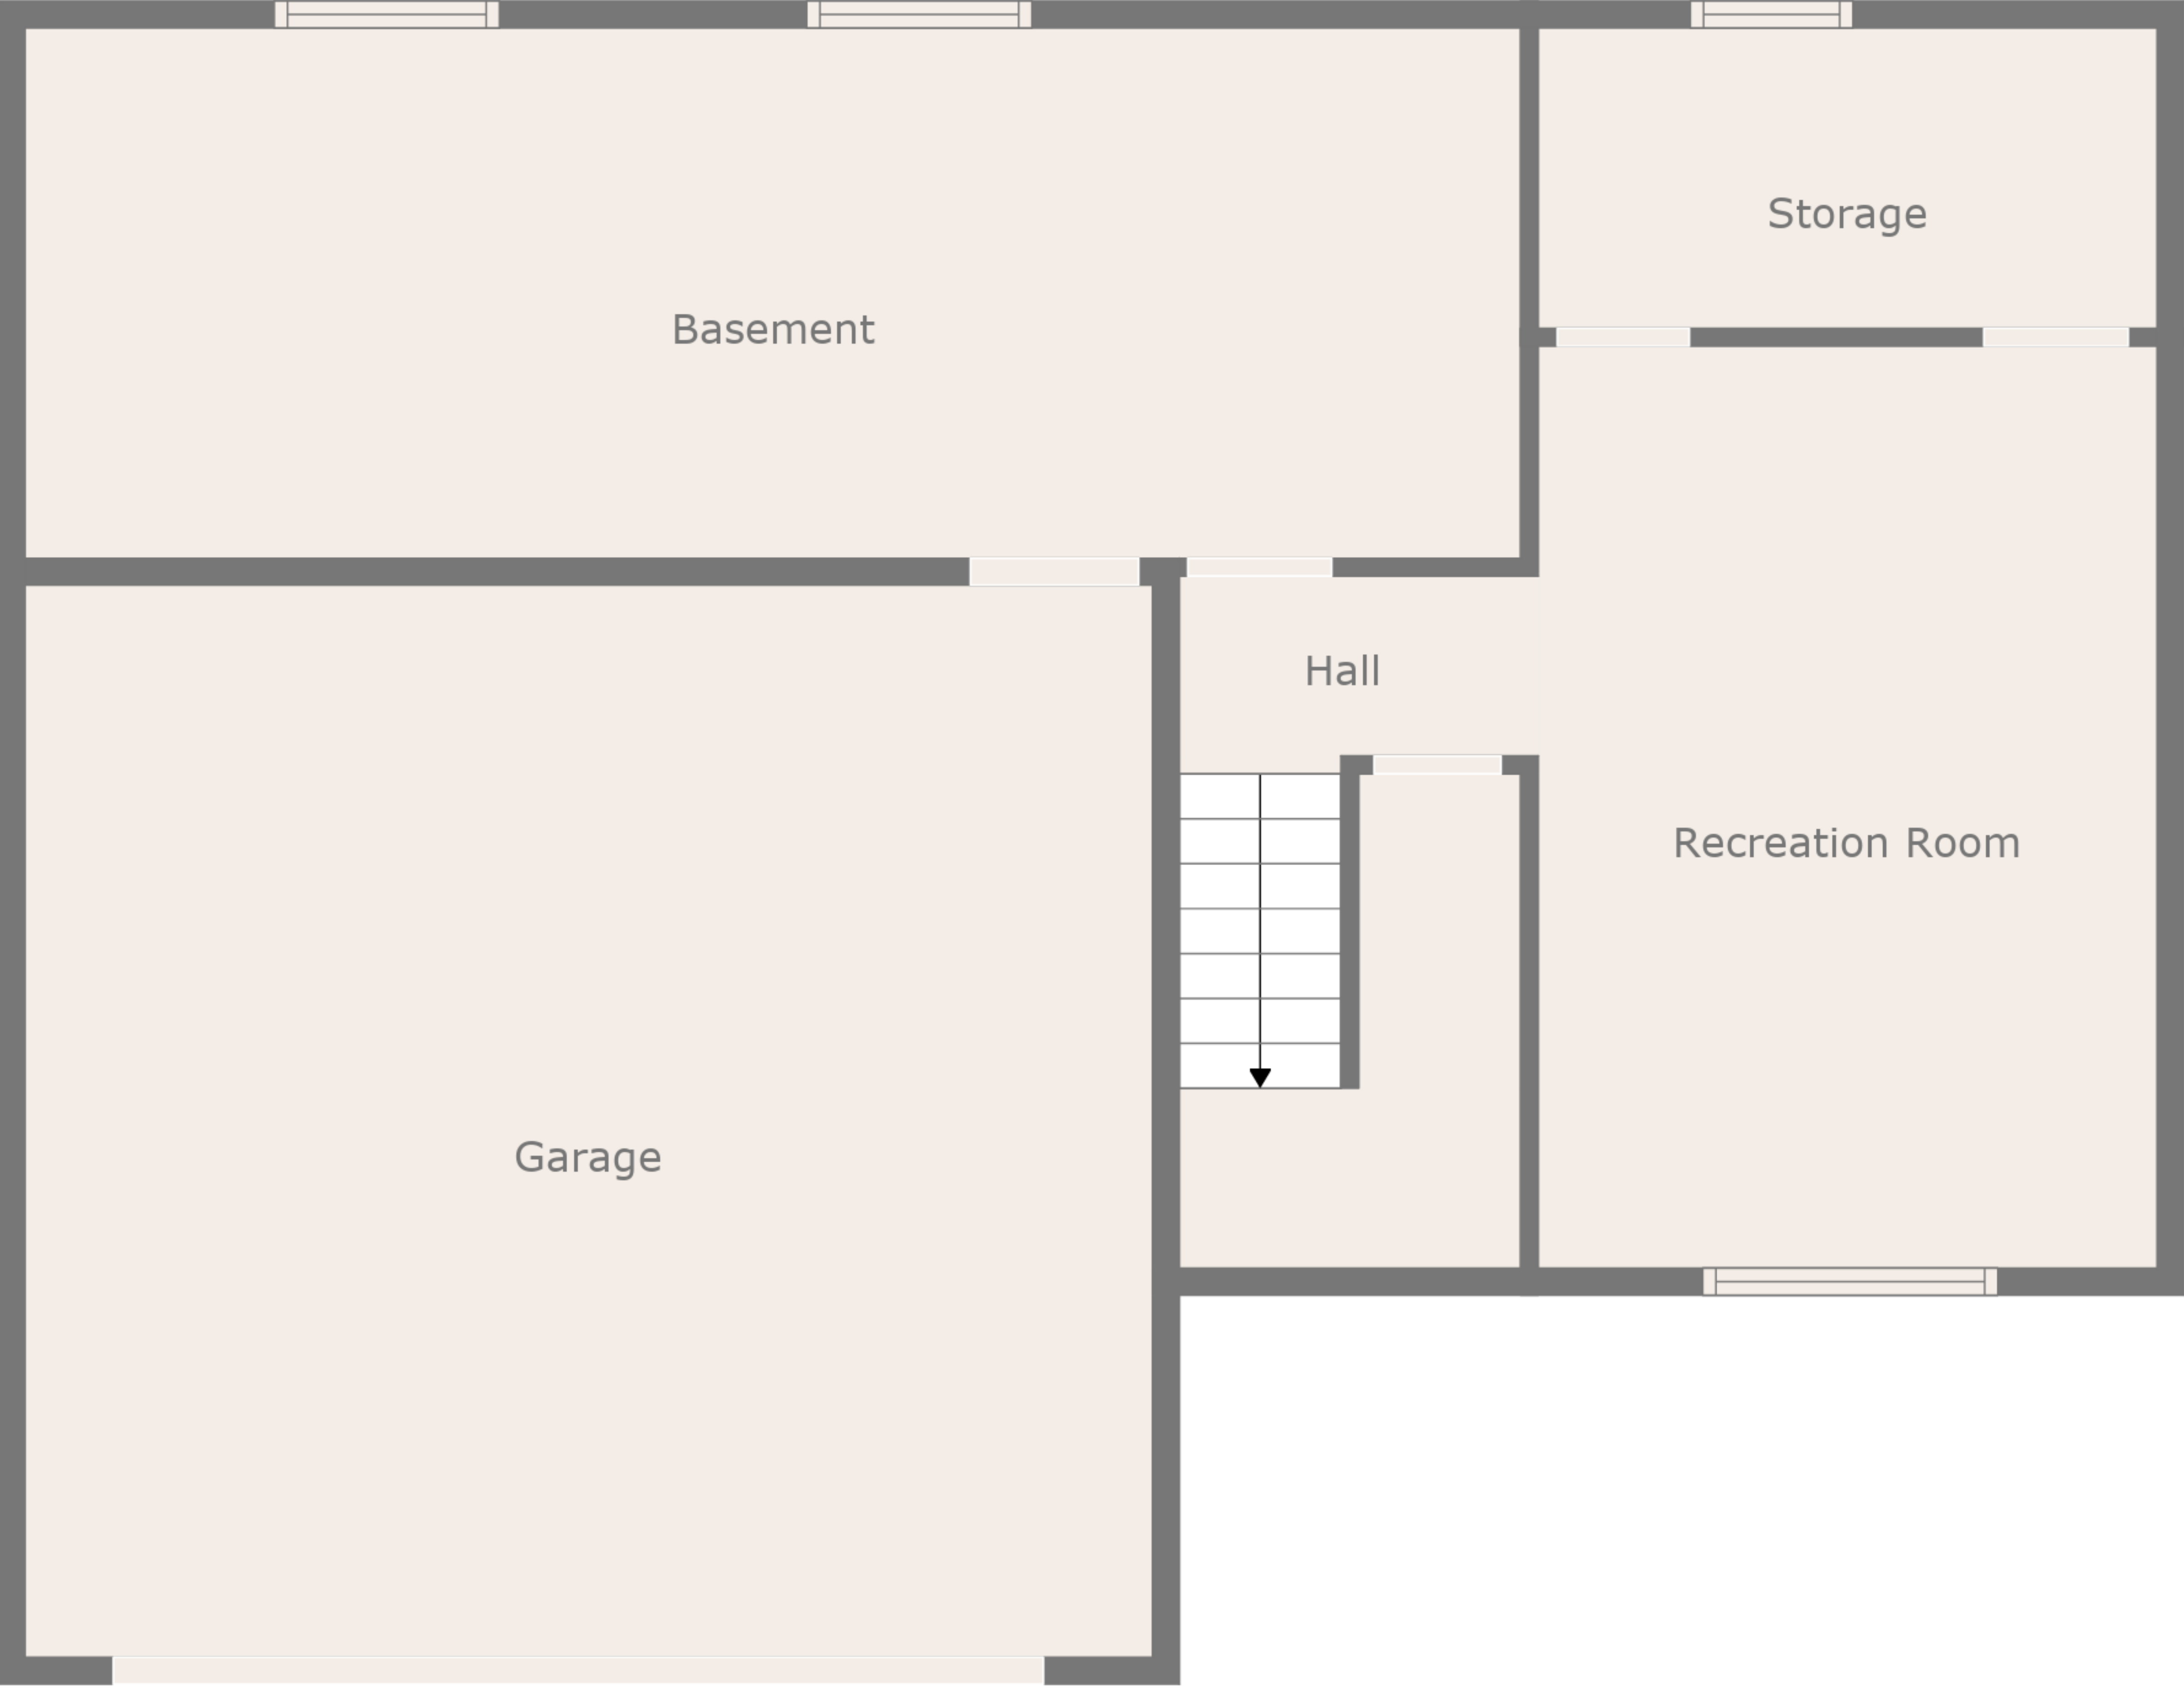 Storage
Basement
Hall
Recreation Room
Garage